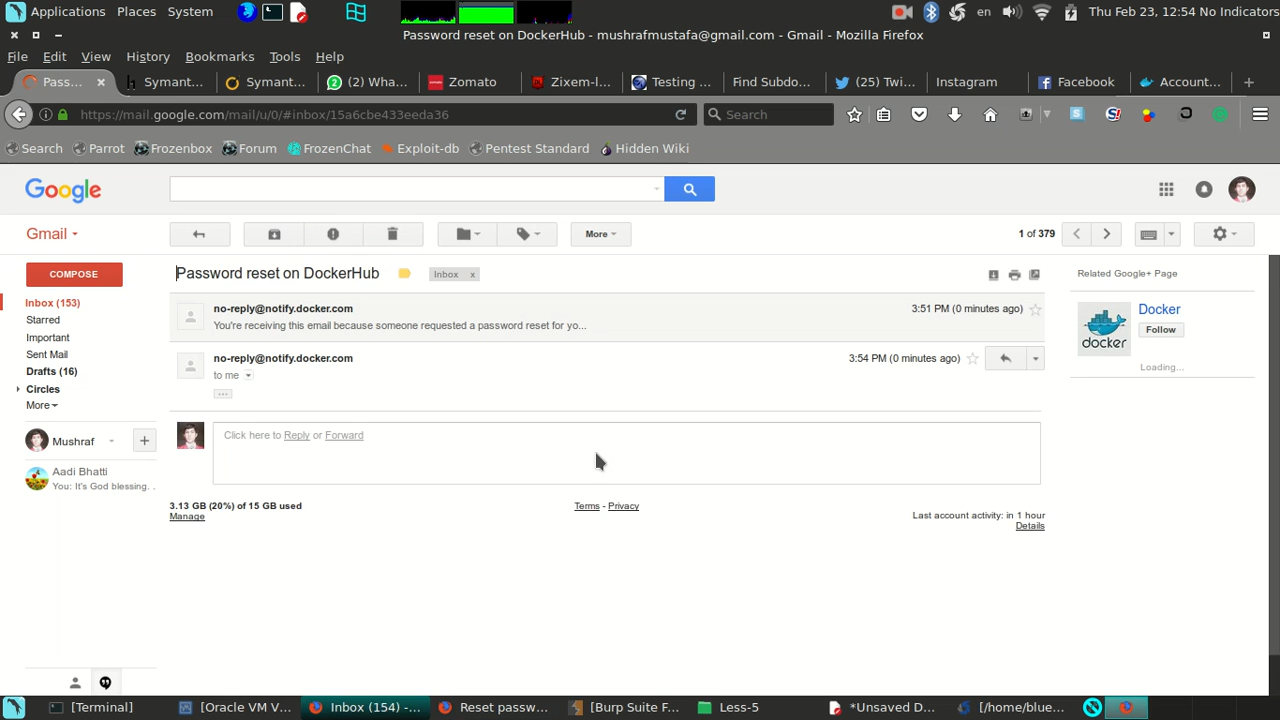 Applications Places System en Thu Feb 23, 12:54 No Indicators
Password reset on DockerHub - mushrafmustafa@gmail.com - Gmail - Mozilla Firefox
File Edit View History Bookmarks Tools Help
Pass... × h Symant... Symant... (2) Wha... Zomato Zixem-l... Testing ... Find Subdo... (25) Twi... Instagram Facebook Account...
https://mail.google.com/mail/u/0/#inbox/15a6cbe433eeda36 Search
Search Parrot Frozenbox Forum FrozenChat Exploit-db Pentest Standard Hidden Wiki
Google
Gmail More 1 of 379
COMPOSE
Inbox (153)
Starred
Important
Sent Mail
Drafts (16)
Circles
More
Mushraf
Aadi Bhatti
You: It's God blessing. .
Password reset on DockerHub Inbox x
no-reply@notify.docker.com 3:51 PM (0 minutes ago)
You're receiving this email because someone requested a password reset for yo...
no-reply@notify.docker.com 3:54 PM (0 minutes ago)
to me
...
Click here to Reply or Forward
3.13 GB (20%) of 15 GB used
Manage
Terms - Privacy
Last account activity: in 1 hour
Details
Related Google+ Page
docker
Docker
Follow
Loading...
[Terminal] [Oracle VM V... Inbox (154) -... Reset passw... [Burp Suite F... Less-5 *Unsaved D... [/home/blue...